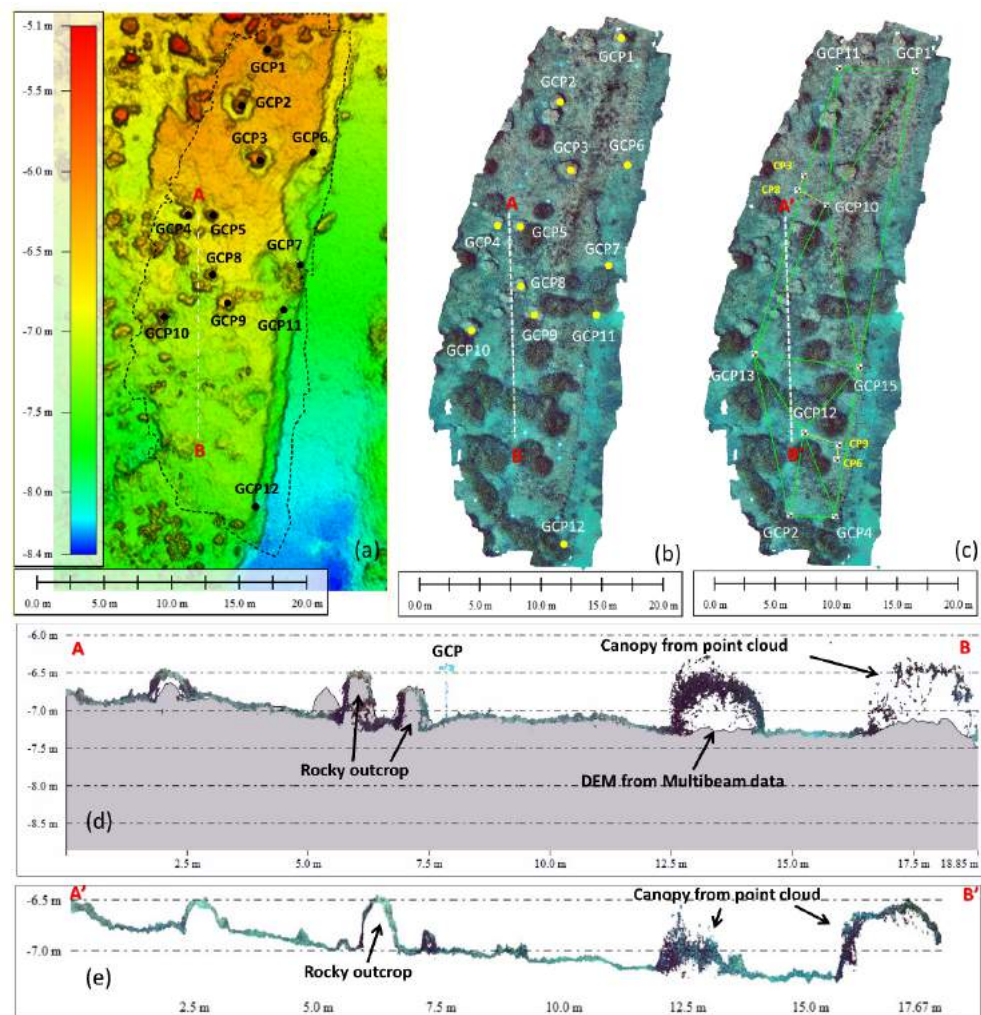 -5.1 m
-5.5 m
-6.0 m
-6.5 m
-7.0 m
-7.5 m
-8.0 m
-8.4 m
GCP1
GCP2
GCP3
GCP6
A
GCP4
GCP5
GCP7
GCP8
GCP9
GCP11
GCP10
B
GCP12
(a)
0.0 m 5.0 m 10.0 m 15.0 m 20.0 m
GCP1
GCP2
GCP3
GCP6
A
GCP4
GCP5
GCP7
GCP8
GCP9
GCP11
GCP10
B
GCP12
(b)
0.0 m 5.0 m 10.0 m 15.0 m 20.0 m
GCP11
GCP1
CP3
CP8
A'
GCP10
GCP13
GCP15
GCP12
CP9
B'
CP6
GCP2
GCP4
(c)
0.0 m 5.0 m 10.0 m 15.0 m 20.0 m
-6.0 m
A
GCP
Canopy from point cloud
B
-6.5 m
-7.0 m
-7.5 m
Rocky outcrop
DEM from Multibeam data
-8.0 m
-8.5 m
(d)
2.5 m 5.0 m 7.5 m 10.0 m 12.5 m 15.0 m 17.5 m 18.85 m
A'
Canopy from point cloud
B'
-6.5 m
-7.0 m
Rocky outcrop
(e)
2.5 m 5.0 m 7.5 m 10.0 m 12.5 m 15.0 m 17.67 m